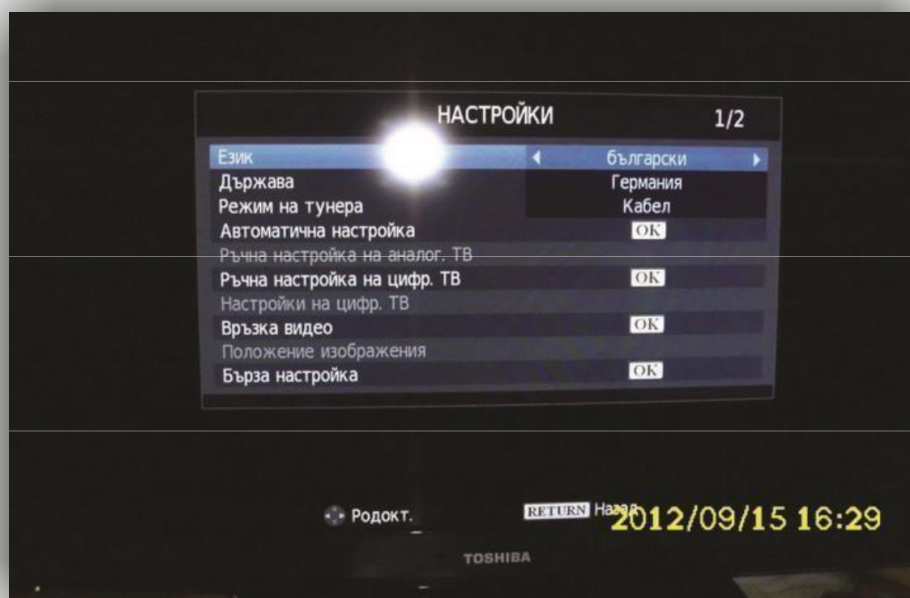 НАСТРОЙКИ 1/2
Език български
Държава Германия
Режим на тунера Кабел
Автоматична настройка OK
Ръчна настройка на аналог. ТВ
Ръчна настройка на цифр. ТВ OK
Настройки на цифр. ТВ
Връзка видео OK
Положение изображения
Бърза настройка OK
Родокт. RETURN Назад
2012/09/15 16:29
TOSHIBA